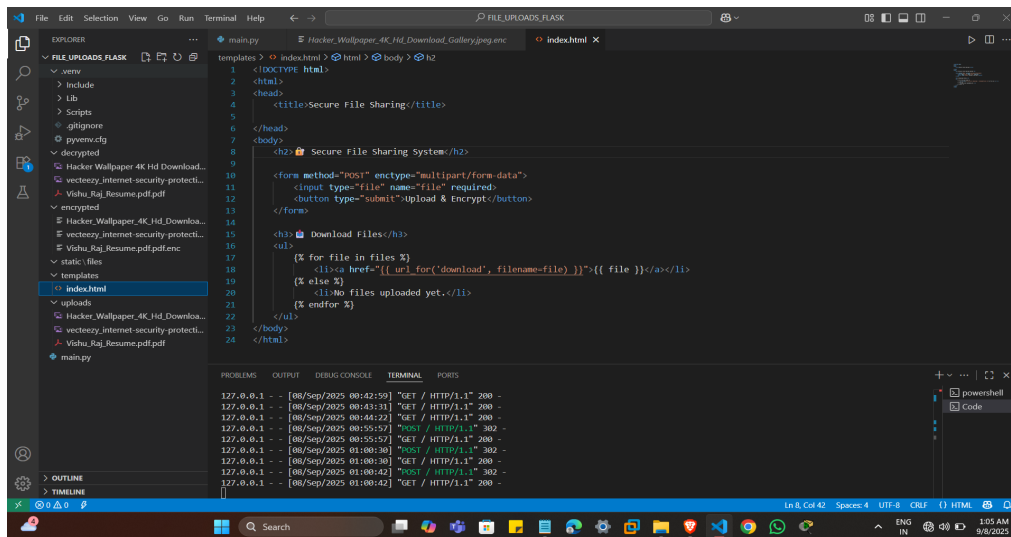 File Edit Selection View Go Run Terminal Help
FILE_UPLOADS_FLASK
EXPLORER
FILE_UPLOADS_FLASK
.venv
Include
Lib
Scripts
.gitignore
pyvenv.cfg
decrypted
Hacker Wallpaper 4K Hd Download...
vecteezy_internet-security-protecti...
Vishu_Raj_Resume.pdf.pdf
encrypted
Hacker_Wallpaper_4K_Hd_Downloa...
vecteezy_internet-security-protecti...
Vishu_Raj_Resume.pdf.pdf.enc
static\files
templates
index.html
uploads
Hacker_Wallpaper_4K_Hd_Downloa...
vecteezy_internet-security-protecti...
Vishu_Raj_Resume.pdf.pdf
main.py
OUTLINE
TIMELINE
main.py Hacker_Wallpaper_4K_Hd_Download_Gallery.jpeg.enc index.html
templates > index.html > html > body > h2
1 <!DOCTYPE html>
2 <html>
3 <head>
4 <title>Secure File Sharing</title>
5
6 </head>
7 <body>
8 <h2>🔐 Secure File Sharing System</h2>
9
10 <form method="POST" enctype="multipart/form-data">
11 <input type="file" name="file" required>
12 <button type="submit">Upload & Encrypt</button>
13 </form>
14
15 <h3> Download Files</h3>
16 <ul>
17 {% for file in files %}
18 <li><a href="{{ url_for('download', filename=file) }}">{{ file }}</a></li>
19 {% else %}
20 <li>No files uploaded yet.</li>
21 {% endfor %}
22 </ul>
23 </body>
24 </html>
PROBLEMS OUTPUT DEBUG CONSOLE TERMINAL PORTS
127.0.0.1 - - [08/Sep/2025 00:42:59] "GET / HTTP/1.1" 200 -
127.0.0.1 - - [08/Sep/2025 00:43:31] "GET / HTTP/1.1" 200 -
127.0.0.1 - - [08/Sep/2025 00:44:22] "GET / HTTP/1.1" 200 -
127.0.0.1 - - [08/Sep/2025 00:55:57] "POST / HTTP/1.1" 302 -
127.0.0.1 - - [08/Sep/2025 00:55:57] "GET / HTTP/1.1" 200 -
127.0.0.1 - - [08/Sep/2025 01:00:30] "POST / HTTP/1.1" 302 -
127.0.0.1 - - [08/Sep/2025 01:00:30] "GET / HTTP/1.1" 200 -
127.0.0.1 - - [08/Sep/2025 01:00:42] "POST / HTTP/1.1" 302 -
127.0.0.1 - - [08/Sep/2025 01:00:42] "GET / HTTP/1.1" 200 -
powershell
Code
0 0 Ln 8, Col 42 Spaces: 4 UTF-8 CRLF {} HTML
4
Search
ENG
IN
1:05 AM
9/8/2025